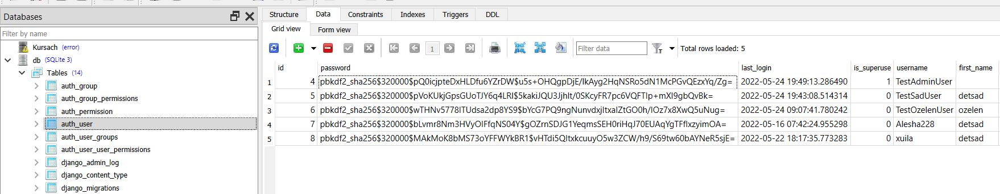 Databases
Filter by name
Kursach (error)
db (SQLite 3)
Tables (14)
auth_group
auth_group_permissions
auth_permission
auth_user
auth_user_groups
auth_user_user_permissions
django_admin_log
django_content_type
django_migrations
Structure Data Constraints Indexes Triggers DDL
Grid view Form view
1 Filter data T Total rows loaded: 5
id password last_login is_superuse username first_name
1 4 pbkdf2_sha256$320000$pQ0icjpteDxHLDfu6YZrDW$u5s+OHQgpDjE/IkAyg2HqNSRo5dN1McPGvQEzxYq/Zg= 2022-05-24 19:49:13.286490 1 TestAdminUser
2 5 pbkdf2_sha256$320000$pVoKUkjGpsGUoTJY6q4LRI$5kakiJQU3Jjhlt/0SKcyFR7pc6VQFTIp+mXI9gbQvBk= 2022-05-24 19:43:08.514314 0 TestSadUser detsad
3 6 pbkdf2_sha256$320000$wTHNv5778ITUdsa2dp8YS9$bYcG7PQ9ngNunvdxjItxaIZtGO0h/IOz7x8XwQ5uNug= 2022-05-24 09:07:41.780242 0 TestOzelenUser ozelen
4 7 pbkdf2_sha256$320000$bLvmr8Nm3HVyOIFfqNS04Y$gOZrnSDJG1YeqmsSEH0riHqJ70EUAqYgTFflxzyimOA= 2022-05-16 07:42:24.955298 0 Alesha228 detsad
5 8 pbkdf2_sha256$320000$MAkMoK8bMS73oYFFWYkBR1$vHTdi5QItxkcuuyO5w3ZCW/h9/S69tw60bAYNeR5sjE= 2022-05-22 18:17:35.773283 0 xuila detsad